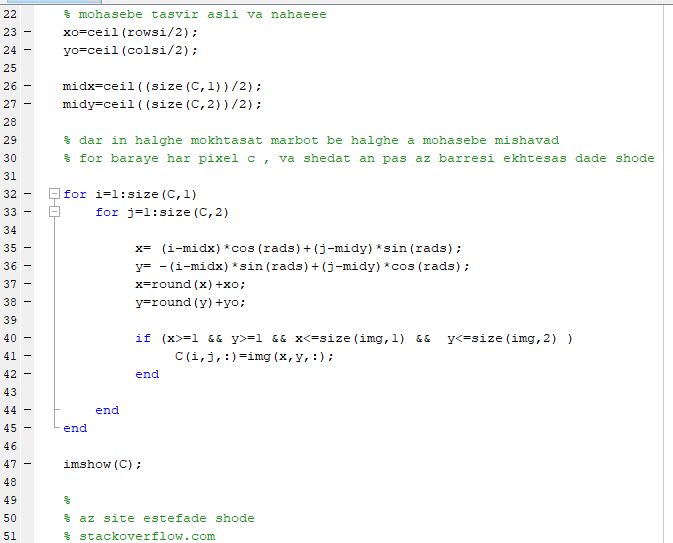 22 % mohasebe tasvir asli va nahaeee
23 – xo=ceil(rowsi/2);
24 – yo=ceil(colsi/2);
25
26 – midx=ceil((size(C,1))/2);
27 – midy=ceil((size(C,2))/2);
28
29 % dar in halghe mokhtasat marbot be halghe a mohasebe mishavad
30 % for baraye har pixel c , va shedat an pas az barresi ekhtesas dade shode
31
32 – for i=1:size(C,1)
33 – for j=1:size(C,2)
34
35 – x= (i-midx)*cos(rads)+(j-midy)*sin(rads);
36 – y= -(i-midx)*sin(rads)+(j-midy)*cos(rads);
37 – x=round(x)+xo;
38 – y=round(y)+yo;
39
40 – if (x>=1 && y>=1 && x<=size(img,1) && y<=size(img,2) )
41 – C(i,j,:)=img(x,y,:);
42 – end
43
44 – end
45 – end
46
47 – imshow(C);
48
49 %
50 % az site estefade shode
51 % stackoverflow.com